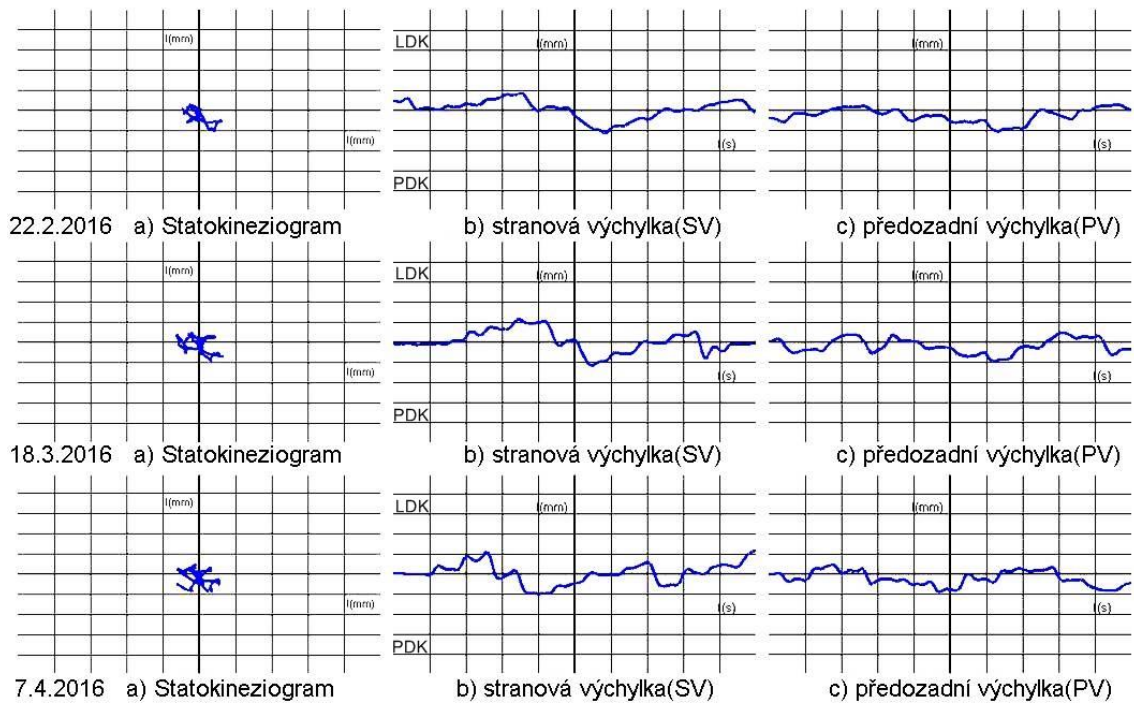 l(mm) LDK l(mm) l(mm)
l(mm) l(s) l(s)
PDK
22.2.2016 a) Statokineziogram b) stranová výchylka(SV) c) předozadní výchylka(PV)
l(mm) LDK l(mm) l(mm)
l(mm) l(s) l(s)
PDK
18.3.2016 a) Statokineziogram b) stranová výchylka(SV) c) předozadní výchylka(PV)
l(mm) LDK l(mm) l(mm)
l(mm) l(s) l(s)
PDK
7.4.2016 a) Statokineziogram b) stranová výchylka(SV) c) předozadní výchylka(PV)